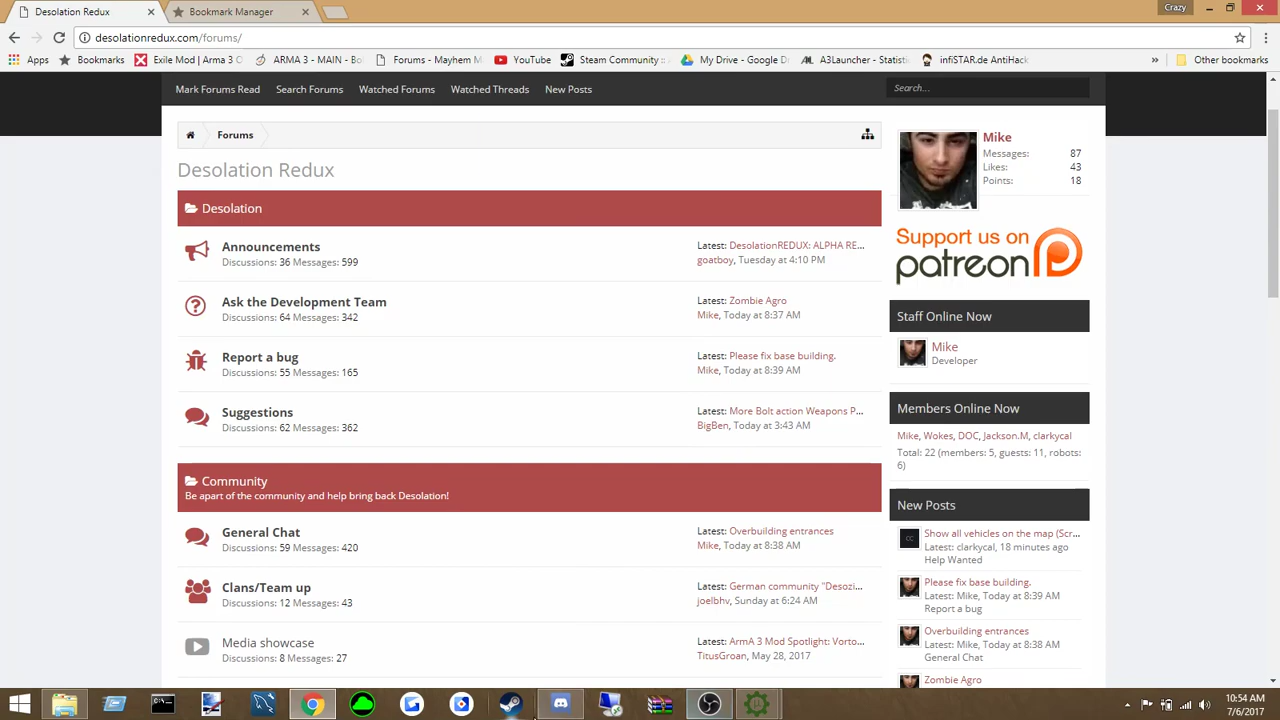 Desolation Redux
Bookmark Manager
Crazy
desolationredux.com/forums/
Apps
Bookmarks
Exile Mod | Arma 3 C
ARMA 3 - MAIN - Bo
Forums - Mayhem M
YouTube
Steam Community ::
My Drive - Google D
A3Launcher - Statisti
infiSTAR.de AntiHack
»
Other bookmarks
Mark Forums Read
Search Forums
Watched Forums
Watched Threads
New Posts
Search...
Forums
Desolation Redux
Desolation
Announcements
Discussions: 36 Messages: 599
Latest: DesolationREDUX: ALPHA RE...
goatboy, Tuesday at 4:10 PM
Ask the Development Team
Discussions: 64 Messages: 342
Latest: Zombie Agro
Mike, Today at 8:37 AM
Report a bug
Discussions: 55 Messages: 165
Latest: Please fix base building.
Mike, Today at 8:39 AM
Suggestions
Discussions: 62 Messages: 362
Latest: More Bolt action Weapons P...
BigBen, Today at 3:43 AM
Community
Be apart of the community and help bring back Desolation!
General Chat
Discussions: 59 Messages: 420
Latest: Overbuilding entrances
Mike, Today at 8:38 AM
Clans/Team up
Discussions: 12 Messages: 43
Latest: German community "Desozi...
joelbhv, Sunday at 6:24 AM
Media showcase
Discussions: 8 Messages: 27
Latest: ArmA 3 Mod Spotlight: Vorto...
TitusGroan, May 28, 2017
Mike
Messages: 87
Likes: 43
Points: 18
Support us on
patreon
Staff Online Now
Mike
Developer
Members Online Now
Mike, Wokes, DOC, Jackson.M, clarkycal
Total: 22 (members: 5, guests: 11, robots:
6)
New Posts
CC
Show all vehicles on the map (Scr...
Latest: clarkycal, 18 minutes ago
Help Wanted
Please fix base building.
Latest: Mike, Today at 8:39 AM
Report a bug
Overbuilding entrances
Latest: Mike, Today at 8:38 AM
General Chat
Zombie Agro
10:54 AM
7/6/2017